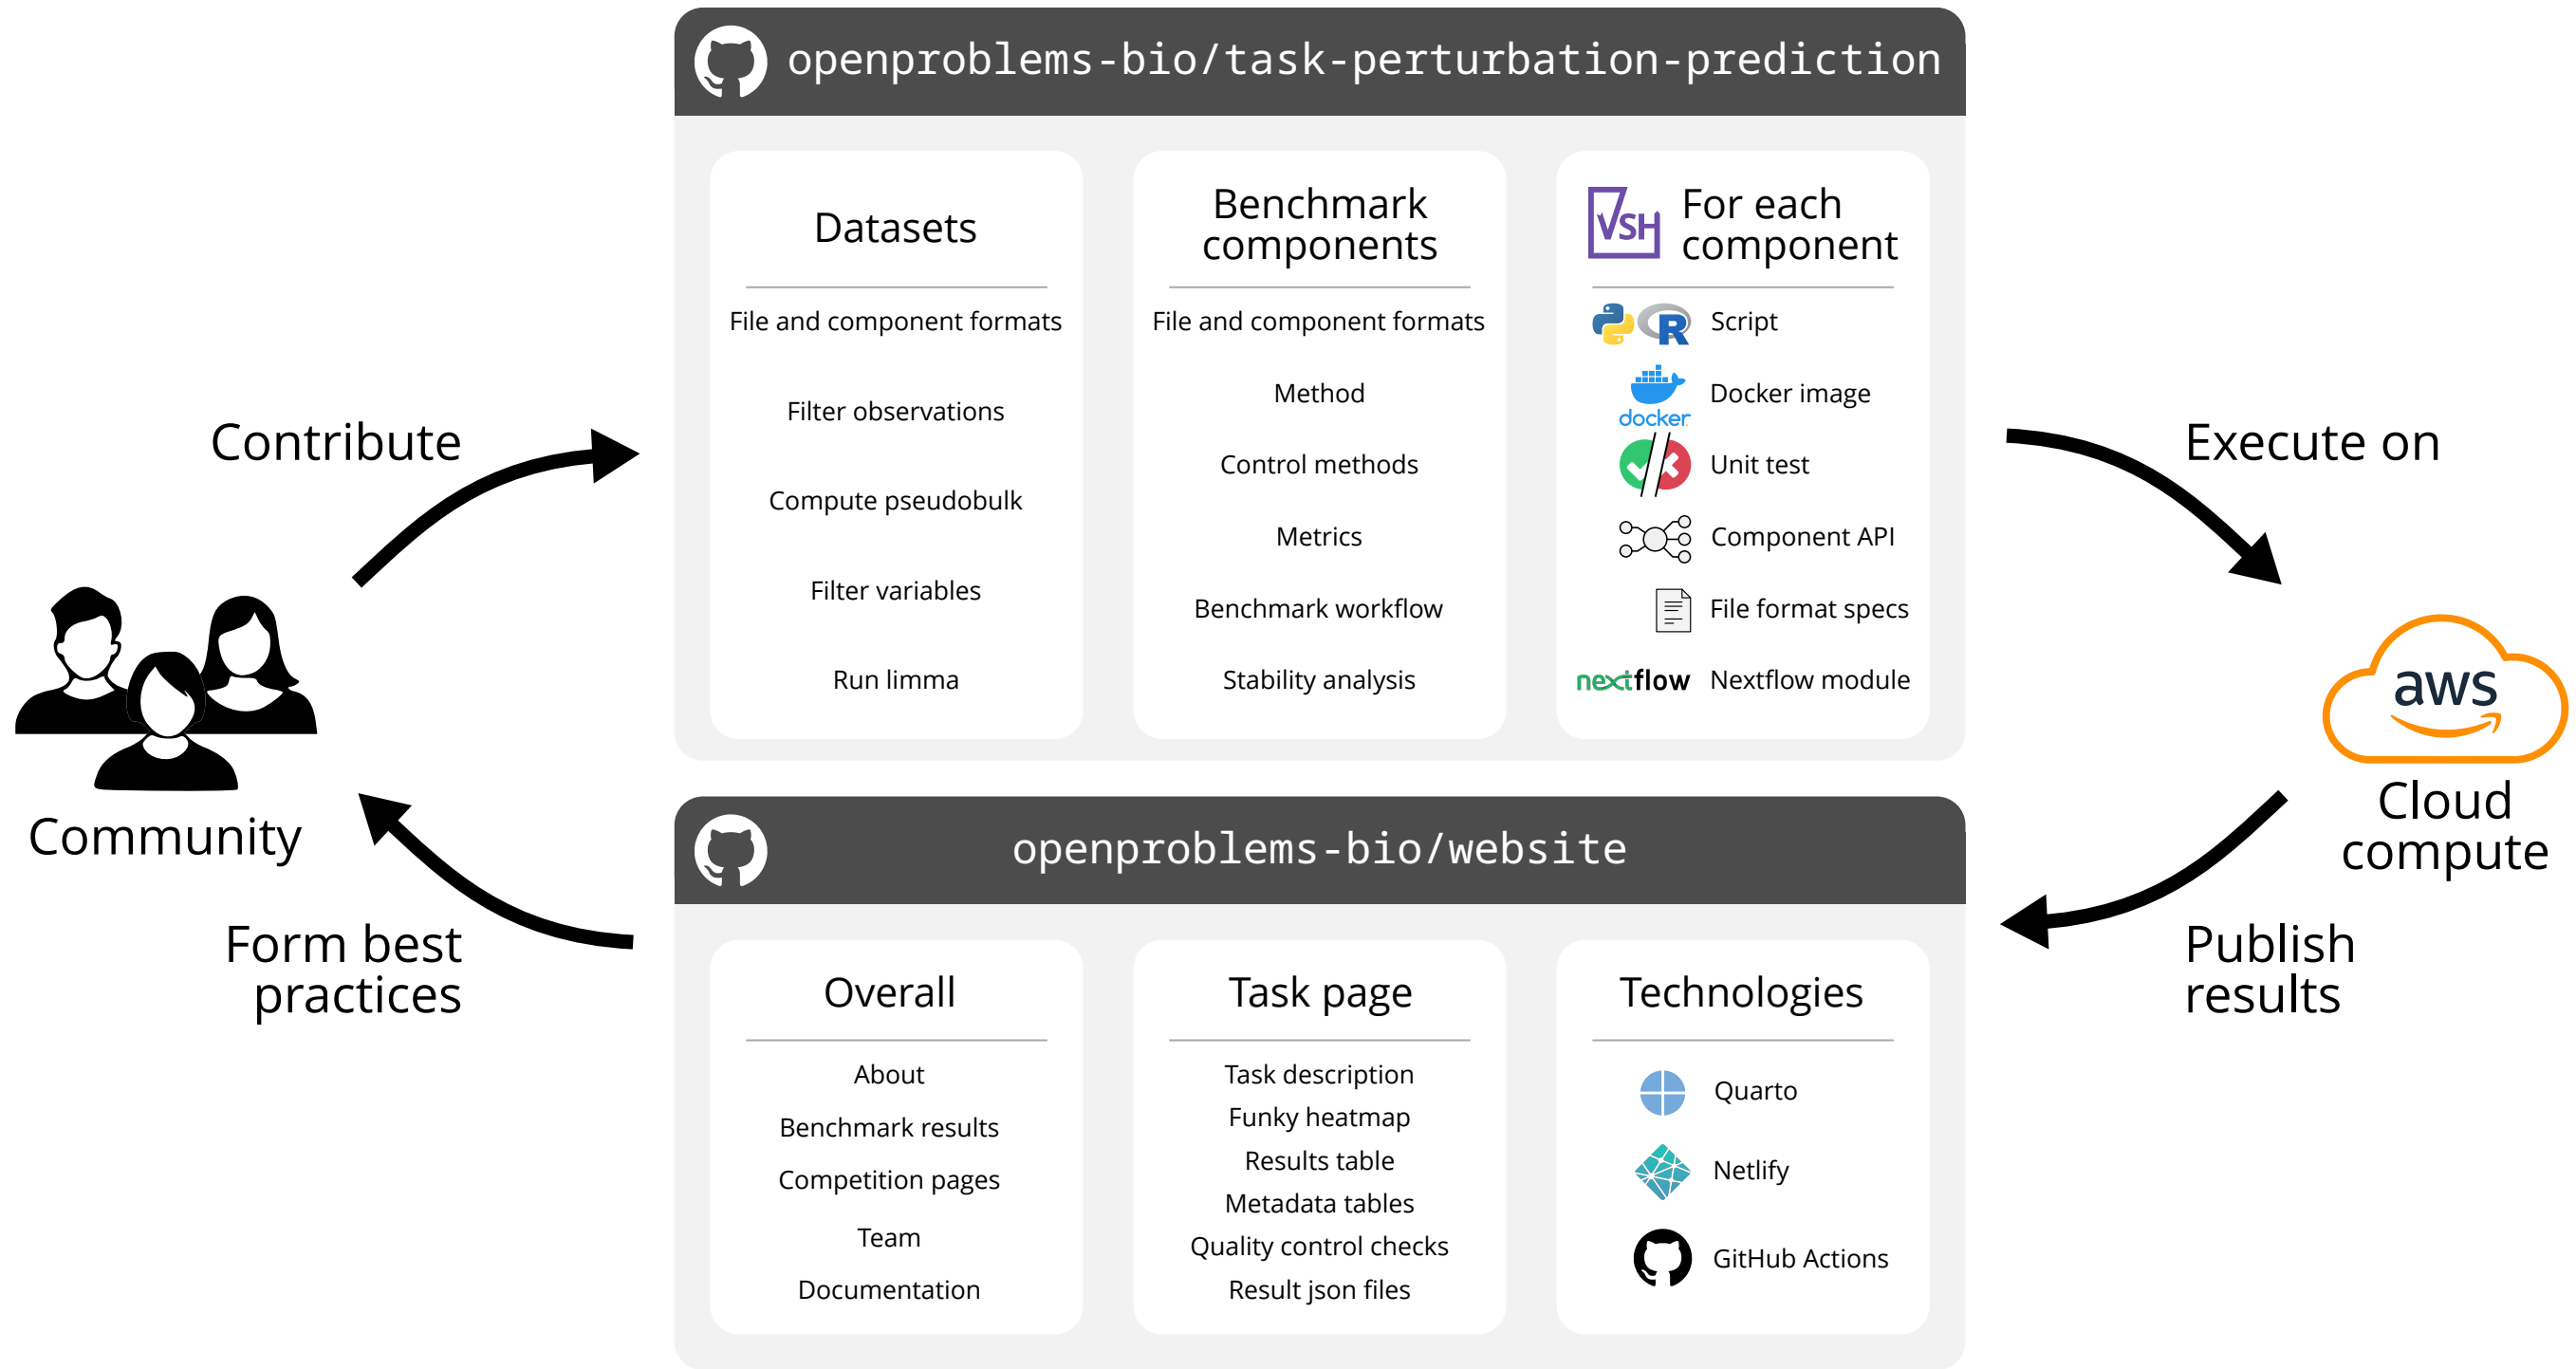 openproblems-bio/task-perturbation-prediction
Datasets
File and component formats
Filter observations
Compute pseudobulk
Filter variables
Run limma
Benchmark
components
File and component formats
Method
Control methods
Metrics
Benchmark workflow
Stability analysis
VSH
For each
component
R
Script
docker
Docker image
Unit test
Component API
File format specs
nextflow
Nextflow module
Contribute
Community
Form best
practices
Execute on
aws
Cloud
compute
Publish
results
openproblems-bio/website
Overall
About
Benchmark results
Competition pages
Team
Documentation
Task page
Task description
Funky heatmap
Results table
Metadata tables
Quality control checks
Result json files
Technologies
Quarto
Netlify
GitHub Actions